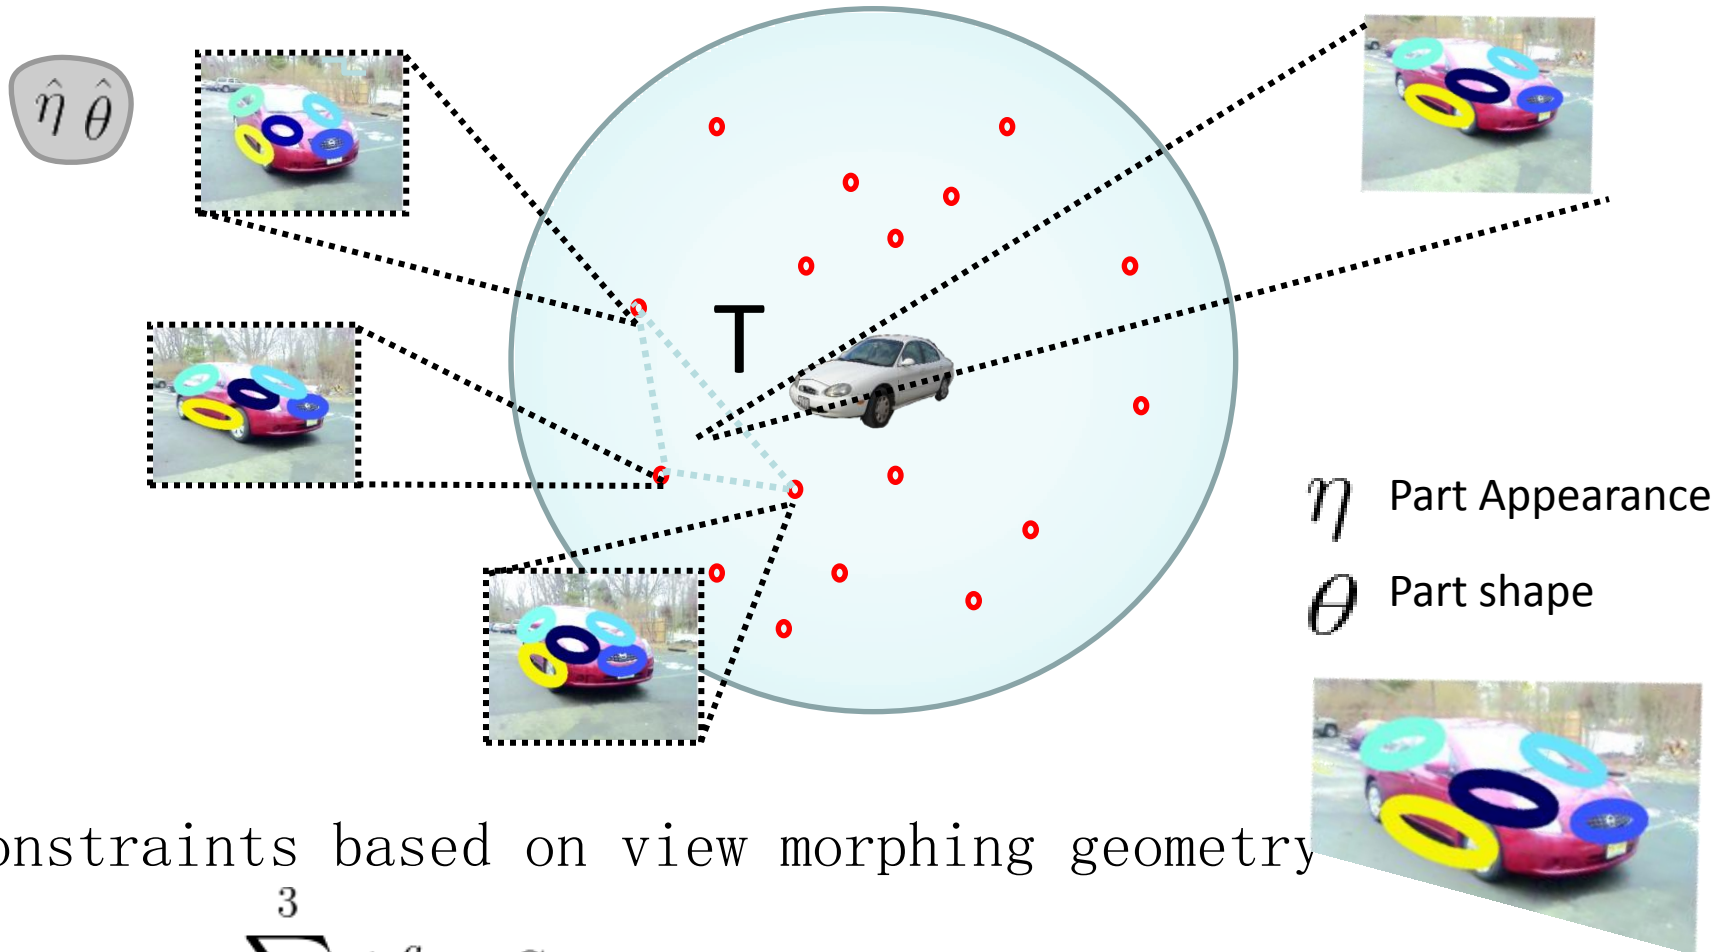 η̂ θ̂
T
η Part Appearance
θ Part shape
onstraints based on view morphing geometry
3